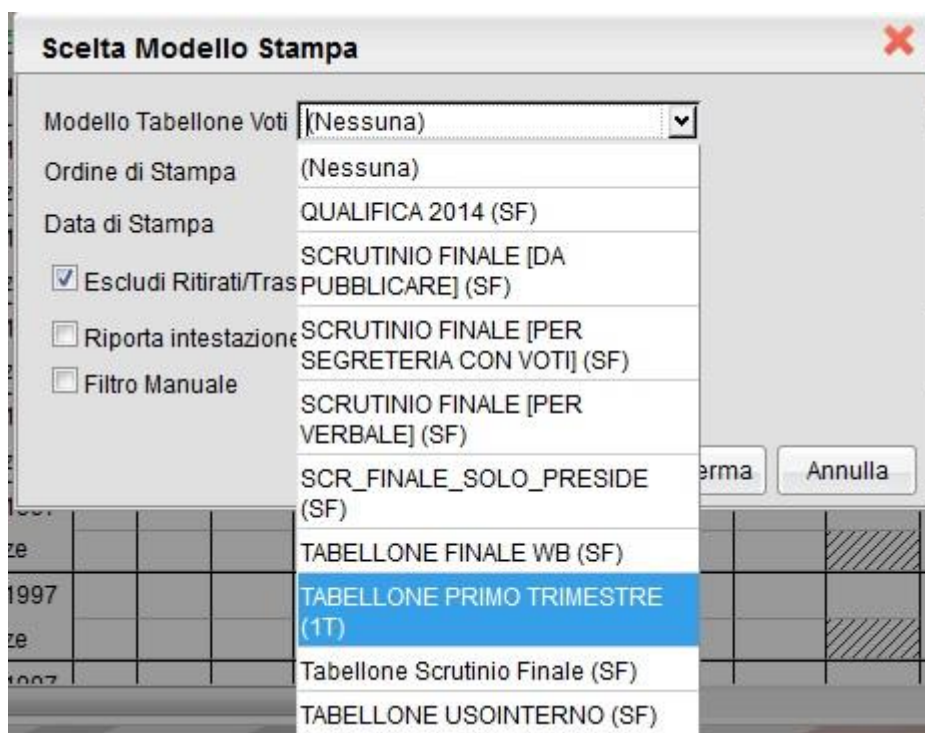 Scelta Modello Stampa
Modello Tabellone Voti (Nessuna)
Ordine di Stampa
Data di Stampa
Escludi Ritirati/Tras
Riporta intestazione
Filtro Manuale
(Nessuna)
QUALIFICA 2014 (SF)
SCRUTINIO FINALE [DA
PUBBLICARE] (SF)
SCRUTINIO FINALE [PER
SEGRETERIA CON VOTI] (SF)
SCRUTINIO FINALE [PER
VERBALE] (SF)
SCR_FINALE_SOLO_PRESIDE
(SF)
TABELLONE FINALE WB (SF)
TABELLONE PRIMO TRIMESTRE
(1T)
Tabellone Scrutinio Finale (SF)
TABELLONE USOINTERNO (SF)
erma
Annulla
ze
1997
ze